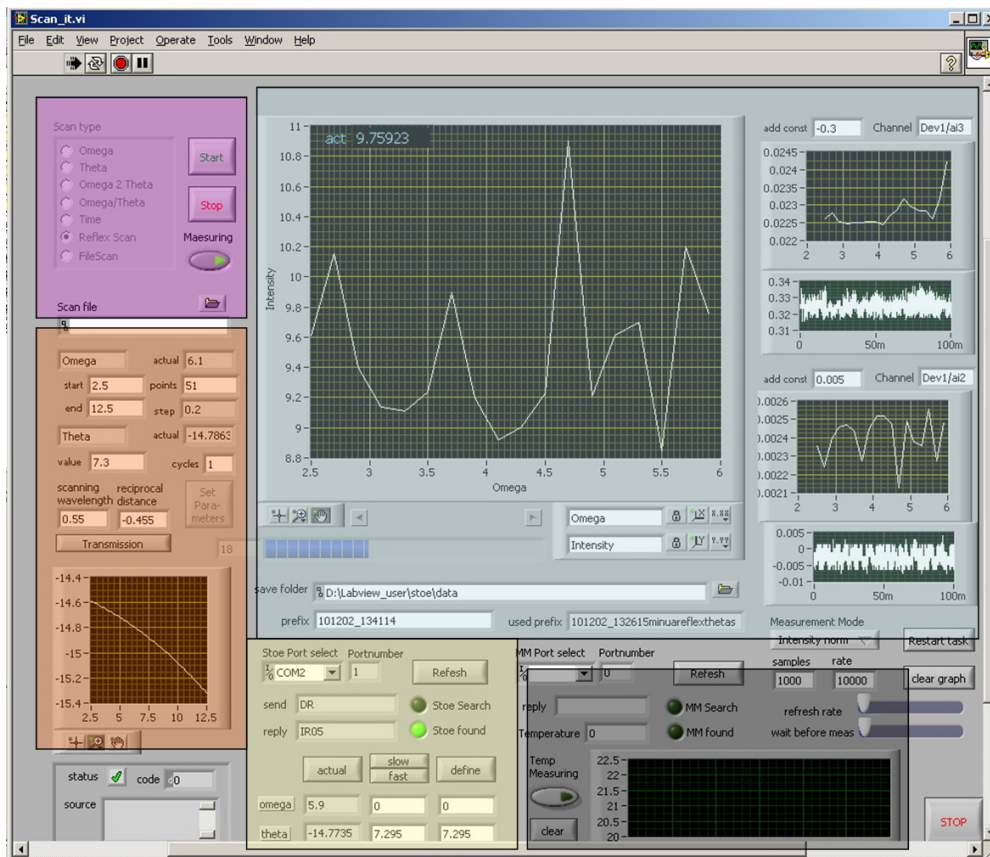 Scan_it.vi
File Edit View Project Operate Tools Window Help
Scan type
Omega
Theta
Omega 2 Theta
Omega/Theta
Time
Reflex Scan
FileScan
Start
Stop
Maesuring
Scan file
Omega actual 6.1
start 2.5 points 51
end 12.5 step 0.2
Theta actual -14.7863
value 7.3 cycles 1
scanning wavelength 0.55
reciprocal distance -0.455
Set Para- meters
Transmission
18
-14.4
-14.6
-15
-15.4
2.5 5 7.5 10 12.5
status code 0
source
act 9.75923
Intensity
11
10.8
10.6
10.4
10.2
10
9.8
9.6
9.4
9.2
9
8.8
2.5 3 3.5 4 4.5 5 5.5 6
Omega
Omega
Intensity
X X.XX
Y Y.YY
save folder D:\Labview_user\stoe\data
prefix 101202_134114 used prefix 101202_132615minuareflexthetas
add const -0.3 Channel Dev1/ai3
0.0245
0.024
0.023
0.0225
0.022
2 3 4 5 6
0.34
0.33
0.32
0.31
0 50m 100m
add const 0.005 Channel Dev1/ai2
0.0026
0.0025
0.0024
0.0023
0.0021
2 3 4 5 6
0.005
0
-0.005
-0.01
0 50m 100m
Measurement Mode
Intensity norm
Restart task
samples rate
1000 10000
clear graph
refresh rate
wait before meas
Stoe Port select Portnumber
COM2 1 Refesh
send DR Stoe Search
reply IR05 Stoe found
actual slow fast define
omega 5.9 0 0
theta -14.7735 7.295 7.295
MM Port select Portnumber
0 Refesh
reply MM Search
Temperature 0 MM found
Temp Measuring
clear
22.5
22
21.5
21
20.5
20
STOP